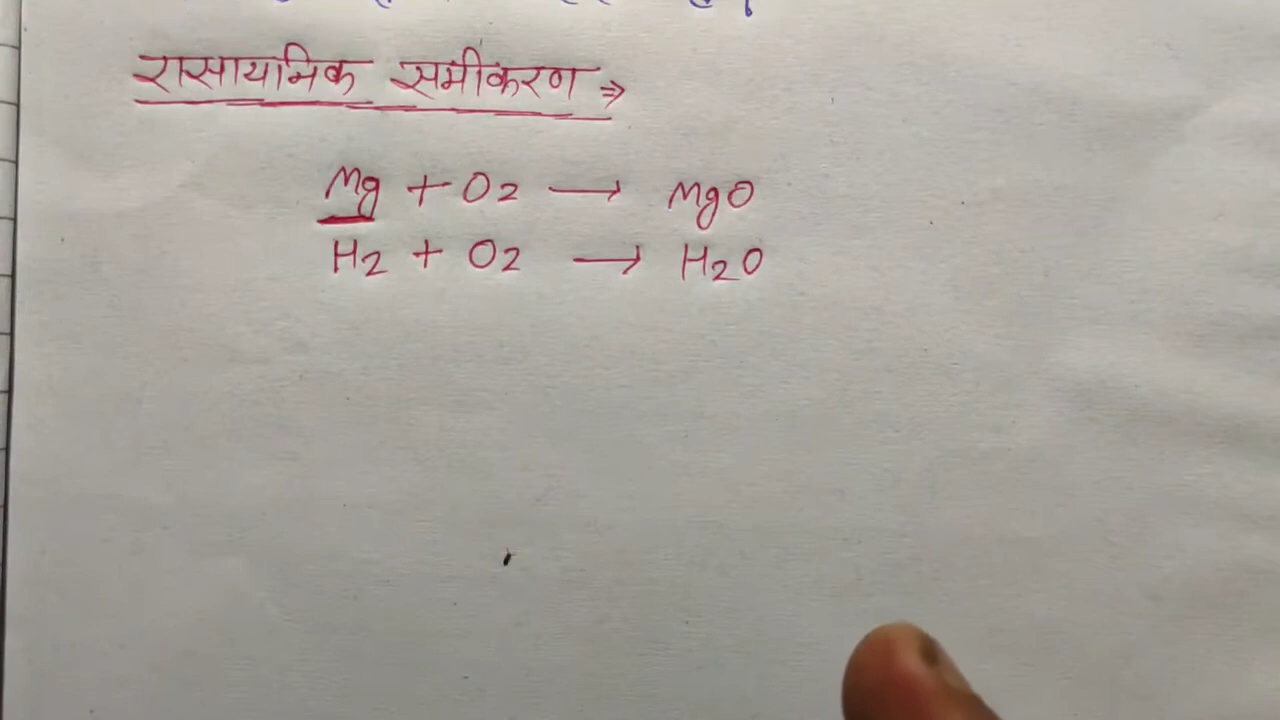 रासायनिक समीकरण ⇒
Mg + O2 → MgO
H2 + O2 → H2O